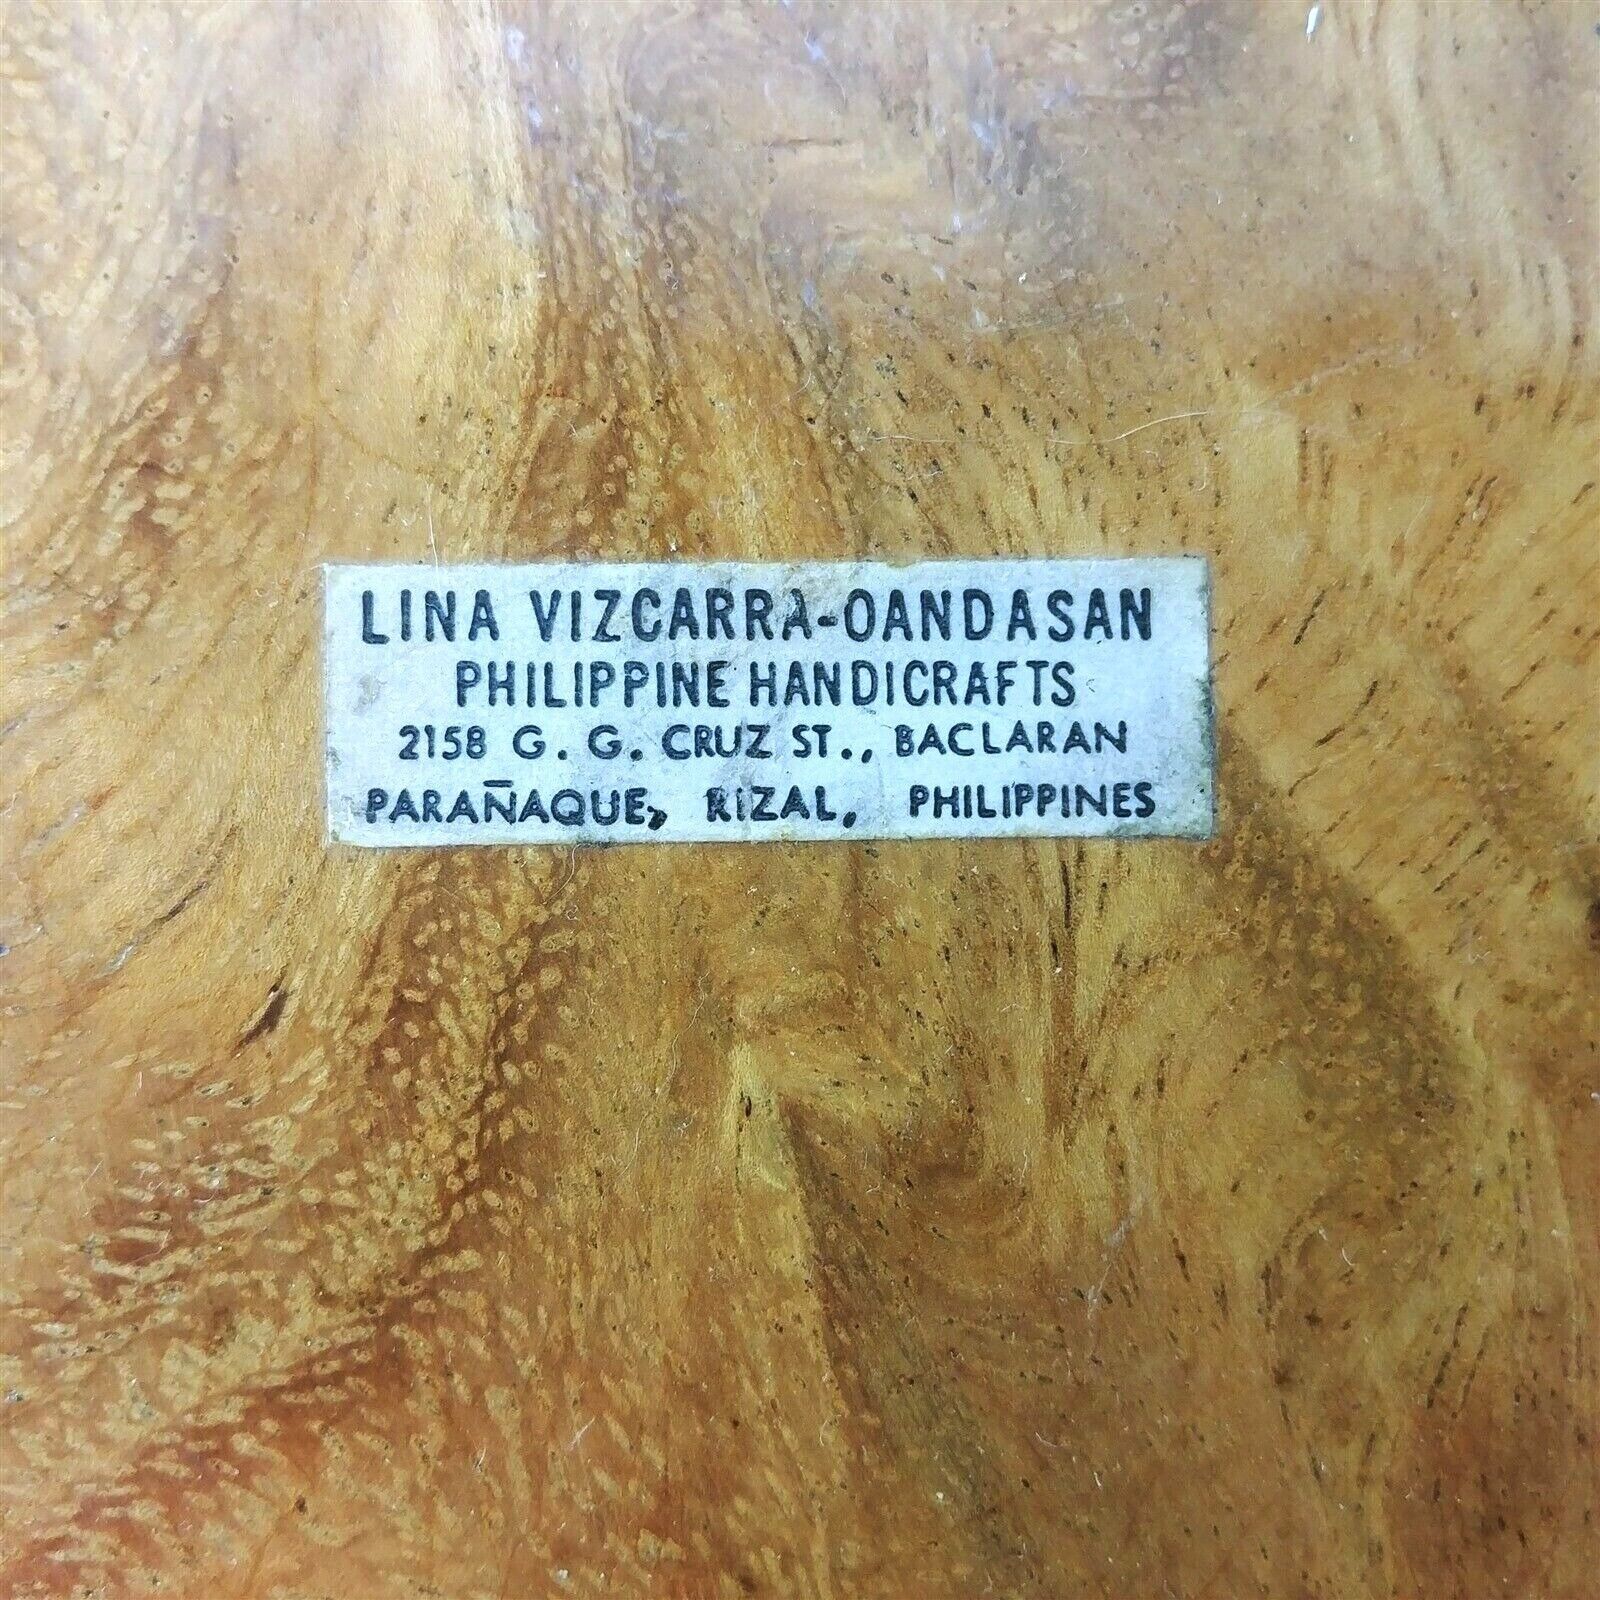 LINA VIZCARRA-OANDASAN
PHILIPPINE HANDICRAFTS
2158 G. G. CRUZ ST., BACLARAN
PARAÑAQUE, RIZAL, PHILIPPINES